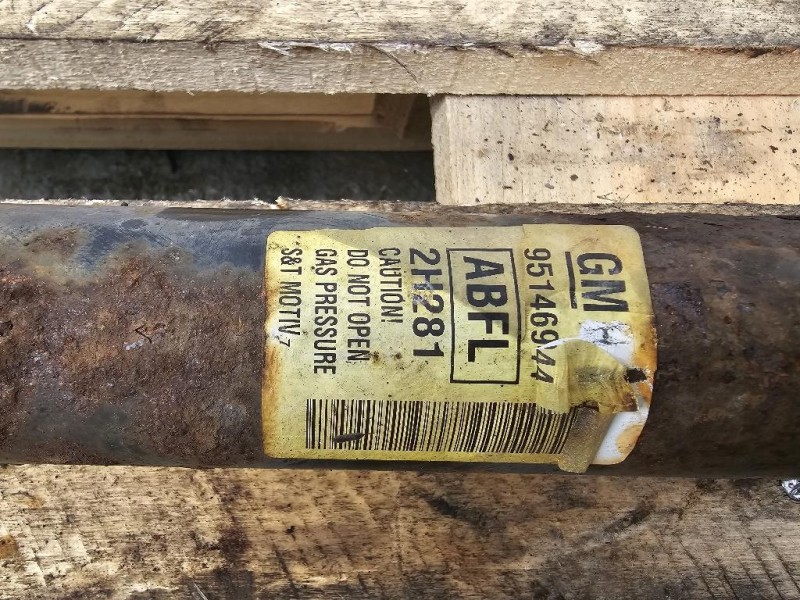 GM
95146944
ABFL
2H281
CAUTION!
DO NOT OPEN
GAS PRESSURE
S&T MOTIV